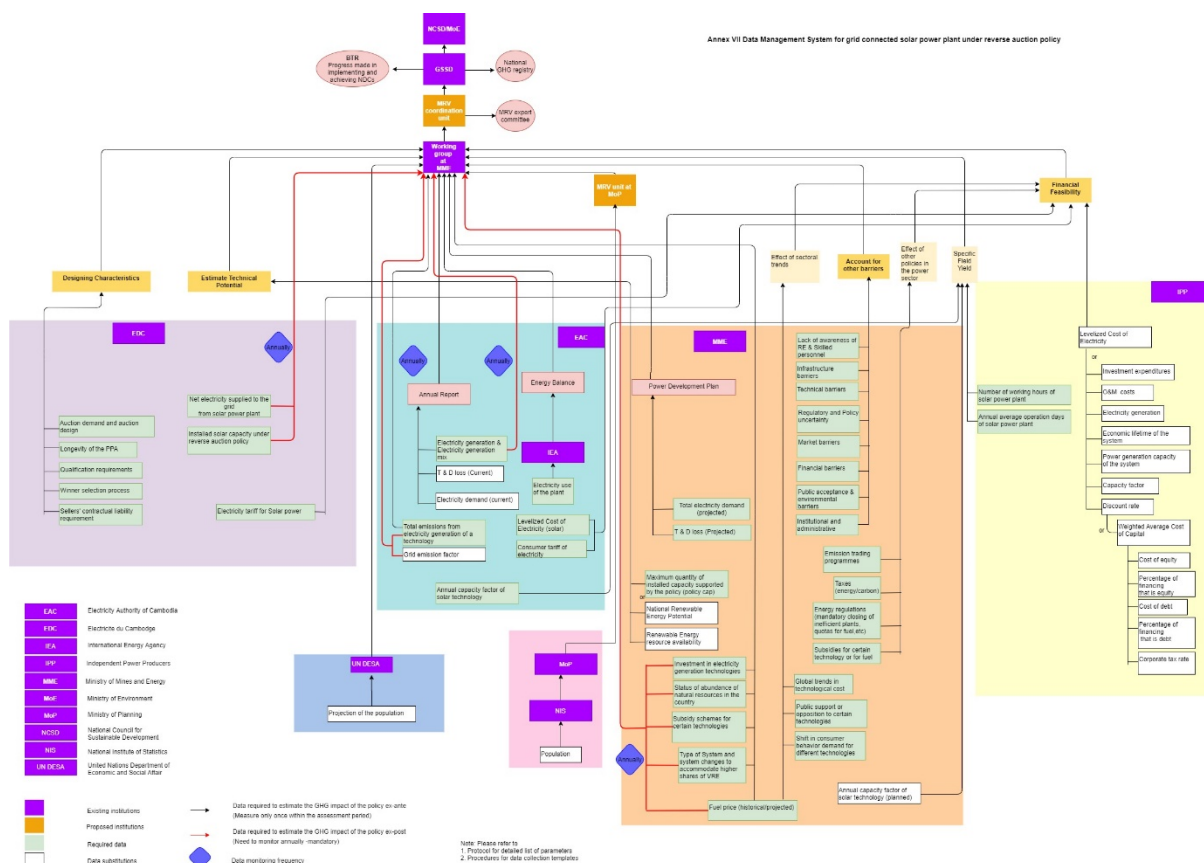 Annex VII Data Management System for grid connected solar power plant under reverse auction policy
NCSD/MoE
BTR
Progress made in
implementing and
achieving NDCs
GSSD
National
GHG registry
MRV
coordination
unit
MRV expert
committee
Working
group
at
MME
MRV unit at
MoP
Financial
Feasibility
Designing Characteristics
Estimate Technical
Potential
Effect of sectoral
trends
Account for
other barriers
Effect of
other
policies in
the power
sector
Specific
Field
Yield
EDC
Annually
Net electricity supplied to the
grid
from solar power plant
Installed solar capacity under
reverse auction policy
Auction demand and auction
design
Longevity of the PPA
Qualification requirements
Winner selection process
Sellers' contractual liability
requirement
Electricity tariff for Solar power
EAC
Annually
Annually
Annual Report
Energy Balance
Electricity generation &
Electricity generation
mix
T & D loss (Current)
Electricity demand (current)
IEA
Electricity use
of the plant
Total emissions from
electricity generation of a
technology
Grid emission factor
Levelized Cost of
Electricity (solar)
Consumer tariff of
electricity
Annual capacity factor of
solar technology
MME
Power Development Plan
Total electricity demand
(projected)
T & D loss (Projected)
Maximum quantity of
installed capacity supported
by the policy (policy cap)
or
National Renewable
Energy Potential
Renewable Energy
resource availability
Lack of awareness of
RE & Skilled
personnel
Infrastructure
barriers
Technical barriers
Regulatory and Policy
uncertainty
Market barriers
Financial barriers
Public acceptance &
environmental
barriers
Institutional and
administrative
Emission trading
programmes
Taxes
(energy/carbon)
Energy regulations
(mandatory closing of
inefficient plants,
quotas for fuel,etc)
Subsidies for certain
technology or for fuel
Investment in electricity
generation technologies
Status of abundance of
natural resources in the
country
Subsidy schemes for
certain technologies
Type of System and
system changes to
accommodate higher
shares of VRE
Fuel price (historical/projected)
Annually
Global trends in
technological cost
Public support or
opposition to certain
technologies
Shift in consumer
behavior demand for
different technologies
Annual capacity factor of
solar technology (planned)
IPP
Levelized Cost of
Electricity
or
Investment expenditures
O&M costs
Electricity generation
Economic lifetime of the
system
Power generation capacity
of the system
Capacity factor
Discount rate
or
Weighted Average Cost
of Capital
Cost of equity
Percentage of
financing
that is equity
Cost of debt
Percentage of
financing
that is debt
Corporate tax rate
Number of working hours of
solar power plant
Annual average operation days
of solar power plant
UN DESA
Projection of the population
MoP
NIS
Population
EAC Electricity Authority of Cambodia
EDC Electricite du Cambodge
IEA International Energy Agency
IPP Independent Power Producers
MME Ministry of Mines and Energy
MoE Ministry of Environment
MoP Ministry of Planning
NCSD National Council for
Sustainable Development
NIS National Institute of Statistics
UN DESA United Nations Department of
Economic and Social Affair
Existing institutions
Proposed institutions
Required data
Data substitutions
Data required to estimate the GHG impact of the policy ex-ante
(Measure only once within the assessment period)
Data required to estimate the GHG impact of the policy ex-post
(Need to monitor annually -mandatory)
Data monitoring frequency
Note: Please refer to
1. Protocol for detailed list of parameters
2. Procedures for data collection templates